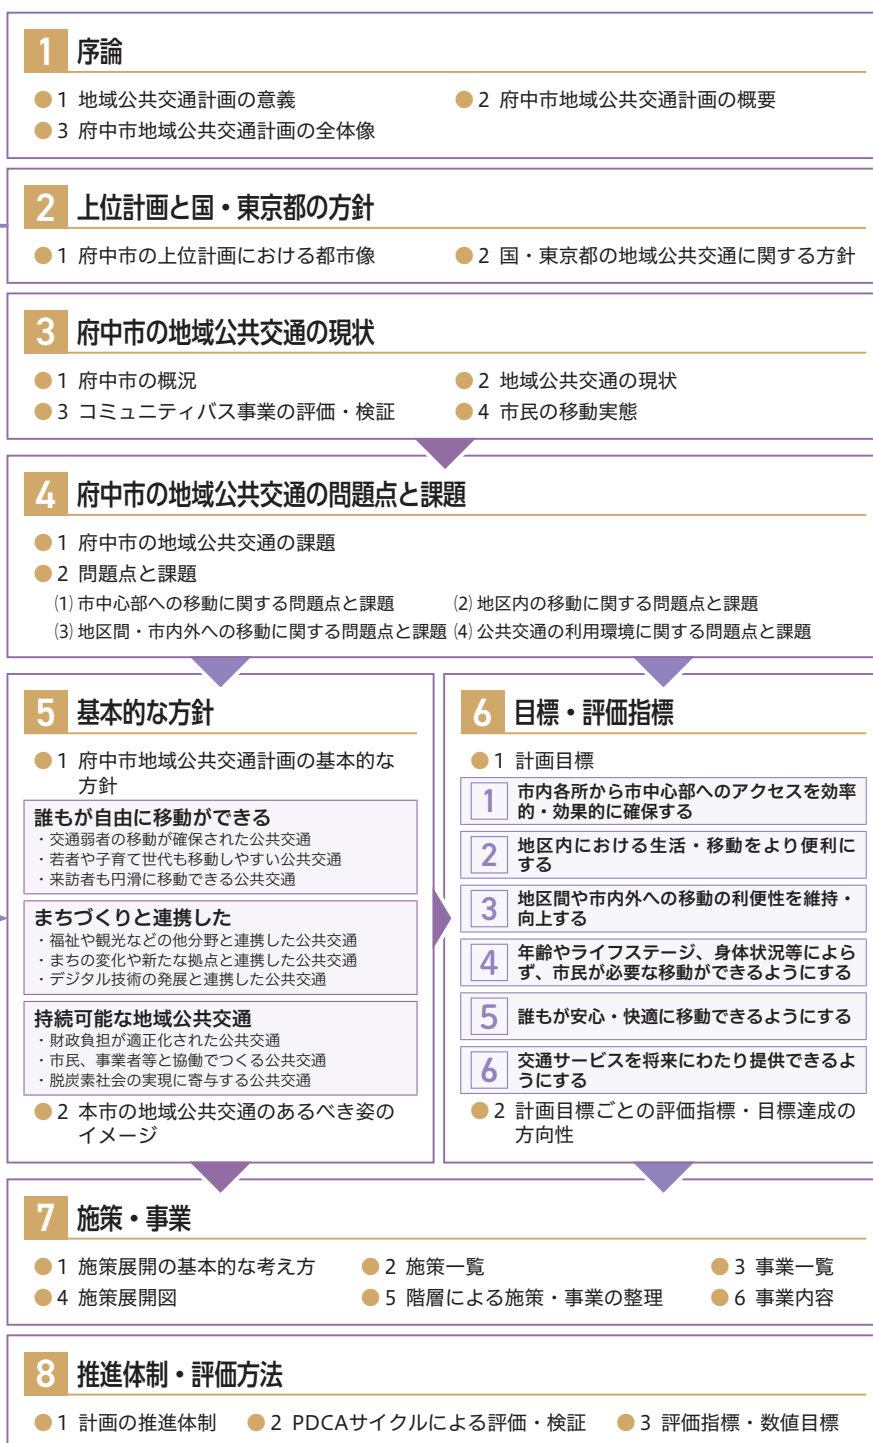 1 序論
●1 地域公共交通計画の意義 ●2 府中市地域公共交通計画の概要
●3 府中市地域公共交通計画の全体像
2 上位計画と国・東京都の方針
●1 府中市の上位計画における都市像 ●2 国・東京都の地域公共交通に関する方針
3 府中市の地域公共交通の現状
●1 府中市の概況 ●2 地域公共交通の現状
●3 コミュニティバス事業の評価・検証 ●4 市民の移動実態
4 府中市の地域公共交通の問題点と課題
●1 府中市の地域公共交通の課題
●2 問題点と課題
⑴ 市中心部への移動に関する問題点と課題 ⑵ 地区内の移動に関する問題点と課題
⑶ 地区間・市内外への移動に関する問題点と課題 ⑷ 公共交通の利用環境に関する問題点と課題
5 基本的な方針
●1 府中市地域公共交通計画の基本的な
方針
誰もが自由に移動ができる
・交通弱者の移動が確保された公共交通
・若者や子育て世代も移動しやすい公共交通
・来訪者も円滑に移動できる公共交通
まちづくりと連携した
・福祉や観光などの他分野と連携した公共交通
・まちの変化や新たな拠点と連携した公共交通
・デジタル技術の発展と連携した公共交通
持続可能な地域公共交通
・財政負担が適正化された公共交通
・市民、事業者等と協働でつくる公共交通
・脱炭素社会の実現に寄与する公共交通
●2 本市の地域公共交通のあるべき姿の
イメージ
6 目標・評価指標
●1 計画目標
1 市内各所から市中心部へのアクセスを効率
的・効果的に確保する
2 地区内における生活・移動をより便利に
する
3 地区間や市内外への移動の利便性を維持・
向上する
4 年齢やライフステージ、身体状況等によら
ず、市民が必要な移動ができるようにする
5 誰もが安心・快適に移動できるようにする
6 交通サービスを将来にわたり提供できるよ
うにする
●2 計画目標ごとの評価指標・目標達成の
方向性
7 施策・事業
●1 施策展開の基本的な考え方 ●2 施策一覧 ●3 事業一覧
●4 施策展開図 ●5 階層による施策・事業の整理 ●6 事業内容
8 推進体制・評価方法
●1 計画の推進体制 ●2 PDCAサイクルによる評価・検証 ●3 評価指標・数値目標